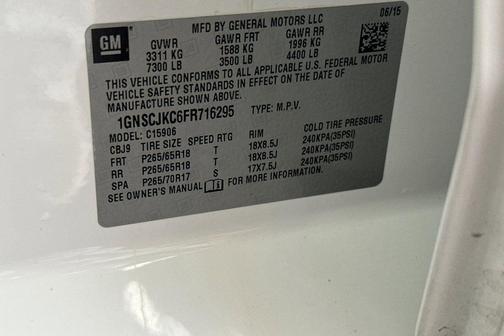 GM
MFD BY GENERAL MOTORS LLC
06/15
GVWR GAWR FRT GAWR RR
3311 KG 1588 KG 1996 KG
7300 LB 3500 LB 4400 LB
THIS VEHICLE CONFORMS TO ALL APPLICABLE U.S. FEDERAL MOTOR
VEHICLE SAFETY STANDARDS IN EFFECT ON THE DATE OF
MANUFACTURE SHOWN ABOVE.
1GNSCJKC6FR716295 TYPE: M.P.V.
MODEL: C15906
CBJ9 TIRE SIZE SPEED RTG RIM COLD TIRE PRESSURE
FRT P265/65R18 T 18X8.5J 240KPA(35PSI)
RR P265/65R18 T 18X8.5J 240KPA(35PSI)
SPA P265/70R17 S 17X7.5J 240KPA(35PSI)
SEE OWNER'S MANUAL FOR MORE INFORMATION.